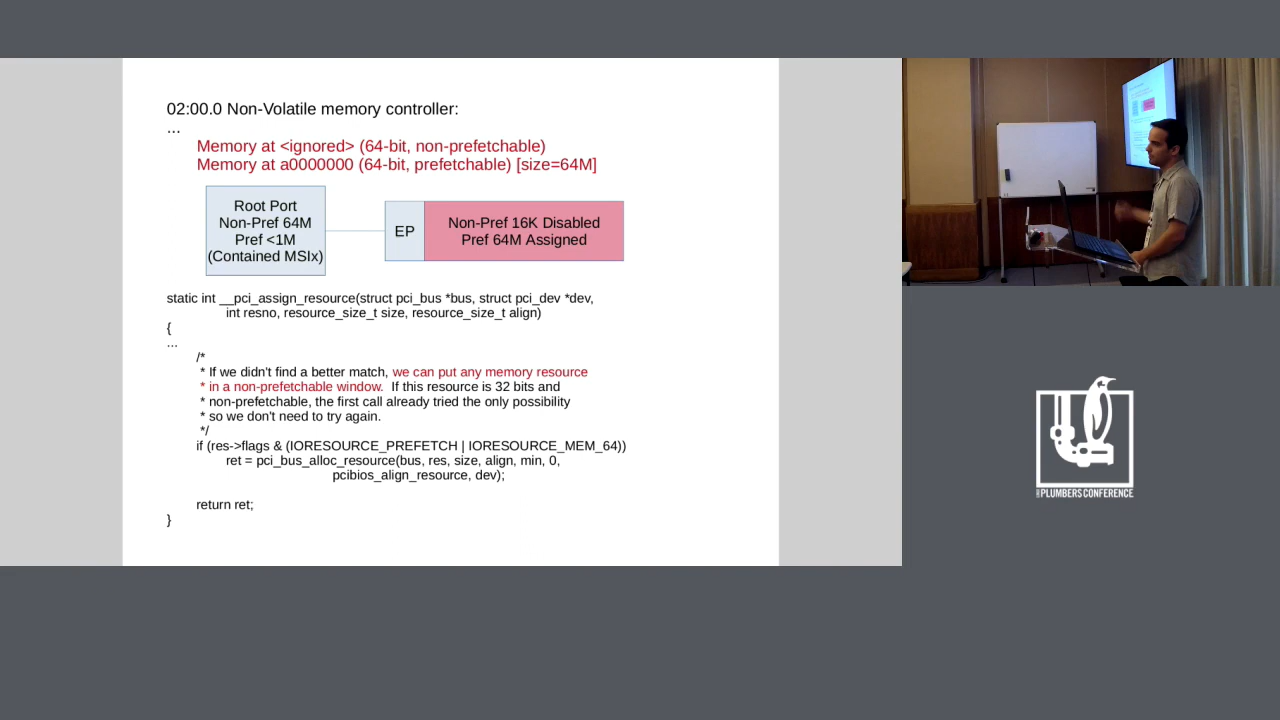 02:00.0 Non-Volatile memory controller:
...
Memory at <ignored> (64-bit, non-prefetchable)
Memory at a0000000 (64-bit, prefetchable) [size=64M]
Root Port
Non-Pref 64M
Pref <1M
(Contained MSIx)
EP
Non-Pref 16K Disabled
Pref 64M Assigned
static int __pci_assign_resource(struct pci_bus *bus, struct pci_dev *dev,
int resno, resource_size_t size, resource_size_t align)
{
...
/*
* If we didn't find a better match, we can put any memory resource
* in a non-prefetchable window.  If this resource is 32 bits and
* non-prefetchable, the first call already tried the only possibility
* so we don't need to try again.
*/
if (res->flags & (IORESOURCE_PREFETCH | IORESOURCE_MEM_64))
ret = pci_bus_alloc_resource(bus, res, size, align, min, 0,
pcibios_align_resource, dev);
return ret;
}
PLUMBERS CONFERENCE